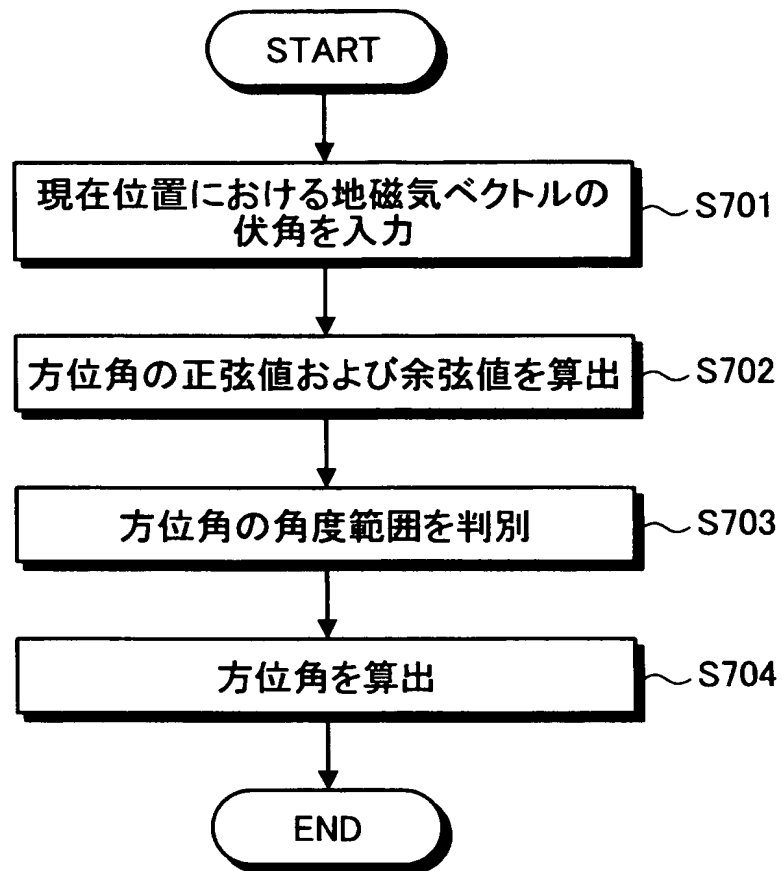 START
現在位置における地磁気ベクトルの
伏角を入力
S701
方位角の正弦値および余弦値を算出
S702
方位角の角度範囲を判別
S703
方位角を算出
S704
END